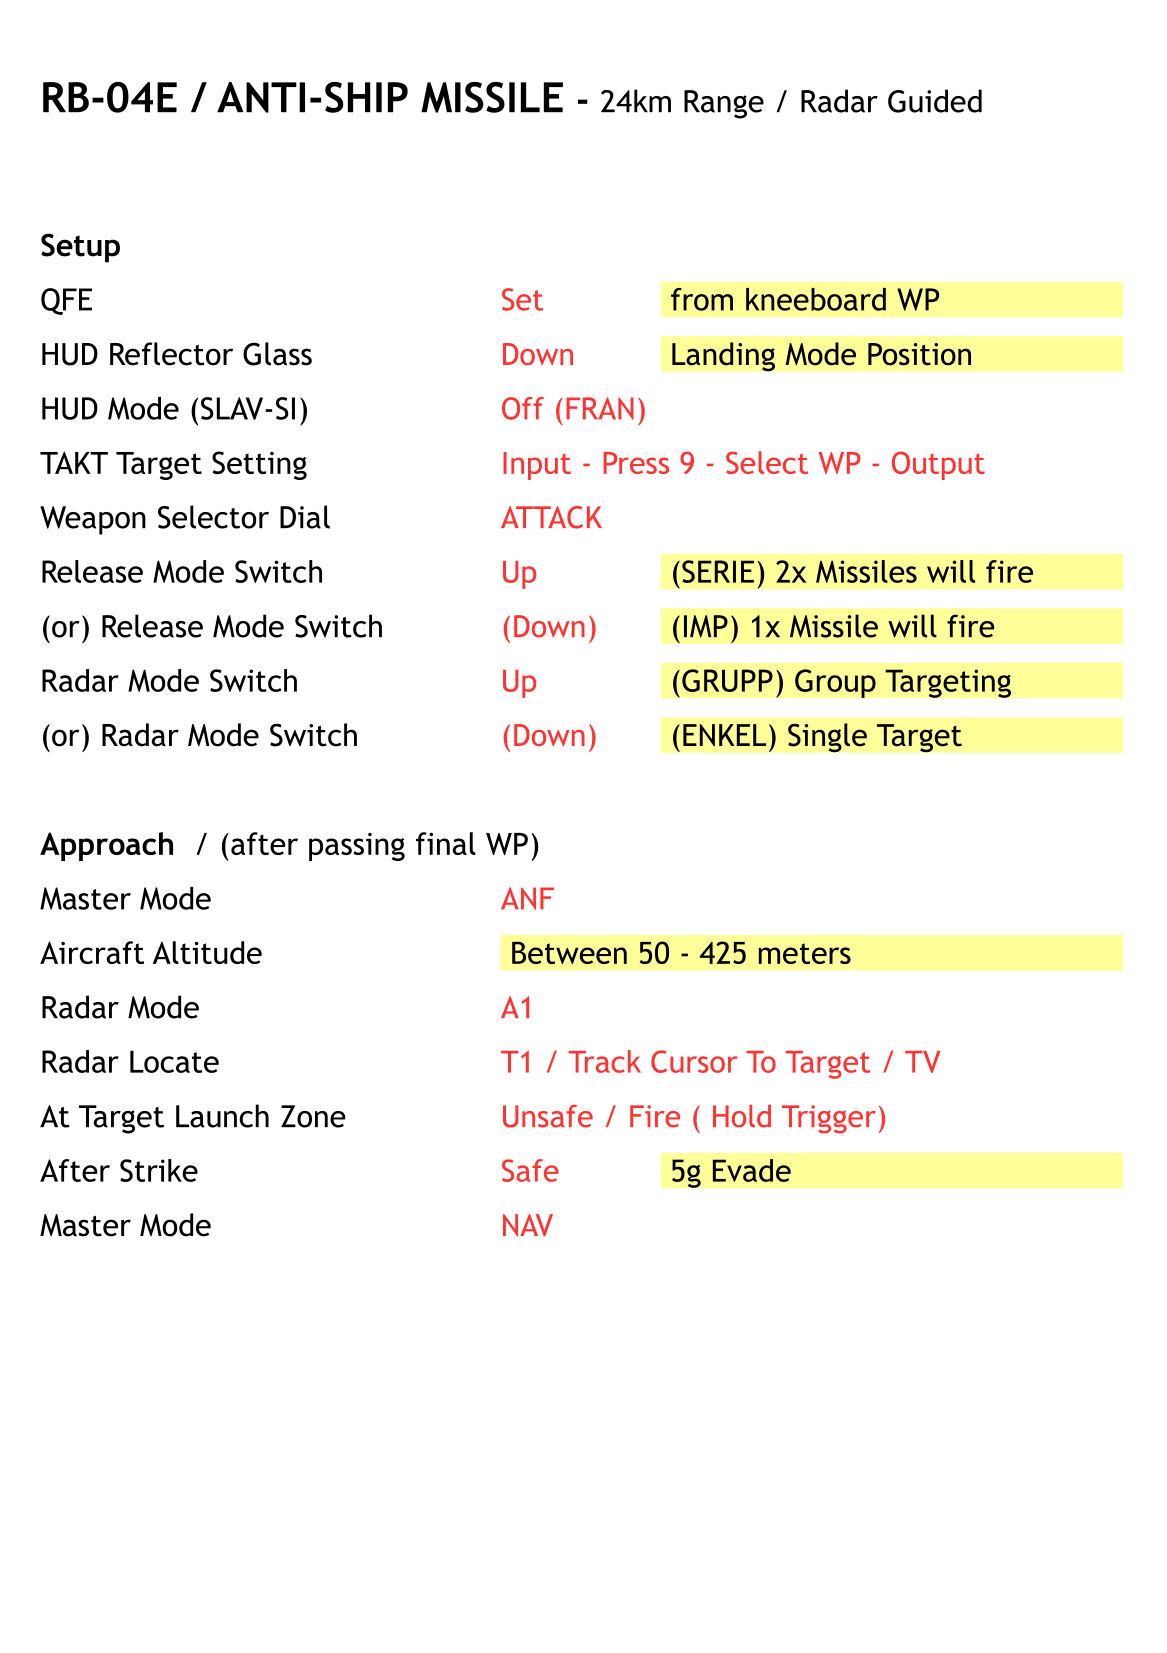 RB-04E / ANTI-SHIP MISSILE - 24km Range / Radar Guided
Setup
QFE Set from kneeboard WP
HUD Reflector Glass Down Landing Mode Position
HUD Mode (SLAV-SI) Off (FRAN)
TAKT Target Setting Input - Press 9 - Select WP - Output
Weapon Selector Dial ATTACK
Release Mode Switch Up (SERIE) 2x Missiles will fire
(or) Release Mode Switch (Down) (IMP) 1x Missile will fire
Radar Mode Switch Up (GRUPP) Group Targeting
(or) Radar Mode Switch (Down) (ENKEL) Single Target
Approach / (after passing final WP)
Master Mode ANF
Aircraft Altitude Between 50 - 425 meters
Radar Mode A1
Radar Locate T1 / Track Cursor To Target / TV
At Target Launch Zone Unsafe / Fire ( Hold Trigger)
After Strike Safe 5g Evade
Master Mode NAV